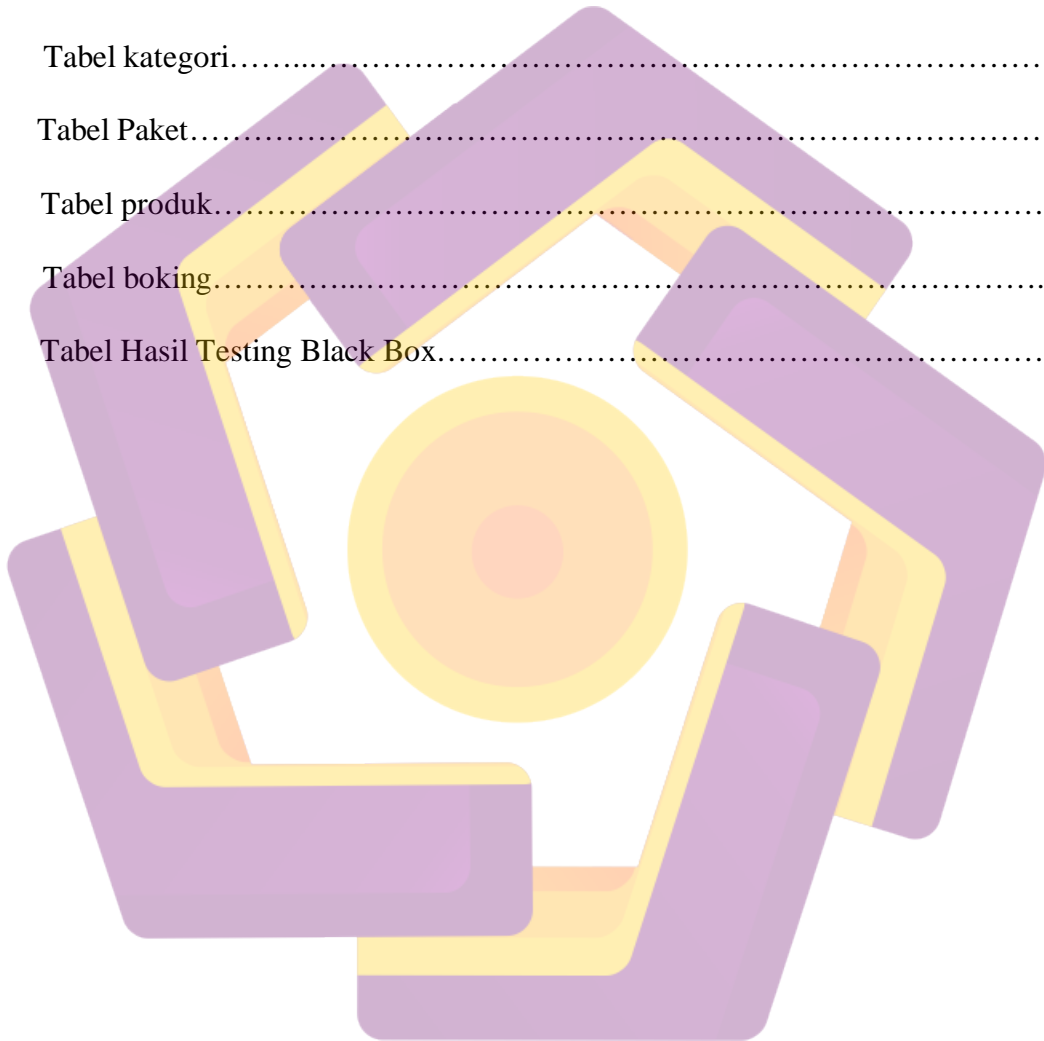 Tabel kategori……...……………………………………………………………
Tabel Paket………………………………………………………………………
Tabel produk……………………………………………………………………
Tabel boking…………..…………………………………………………………
Tabel Hasil Testing Black Box…………………………………………………